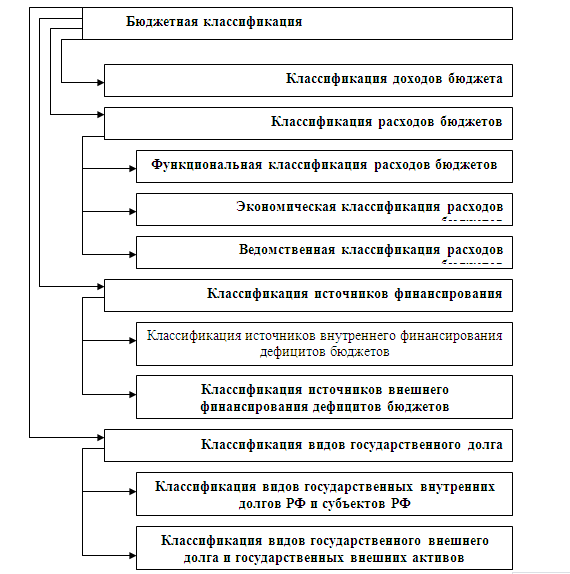 Бюджетная классификация
Классификация доходов бюджета
Классификация расходов бюджетов
Функциональная классификация расходов бюджетов
Экономическая классификация расходов
Ведомственная классификация расходов
Классификация источников финансирования
Классификация источников внутреннего финансирования
дефицитов бюджетов
Классификация источников внешнего
финансирования дефицитов бюджетов
Классификация видов государственного долга
Классификация видов государственных внутренних
долгов РФ и субъектов РФ
Классификация видов государственного внешнего
долга и государственных внешних активов